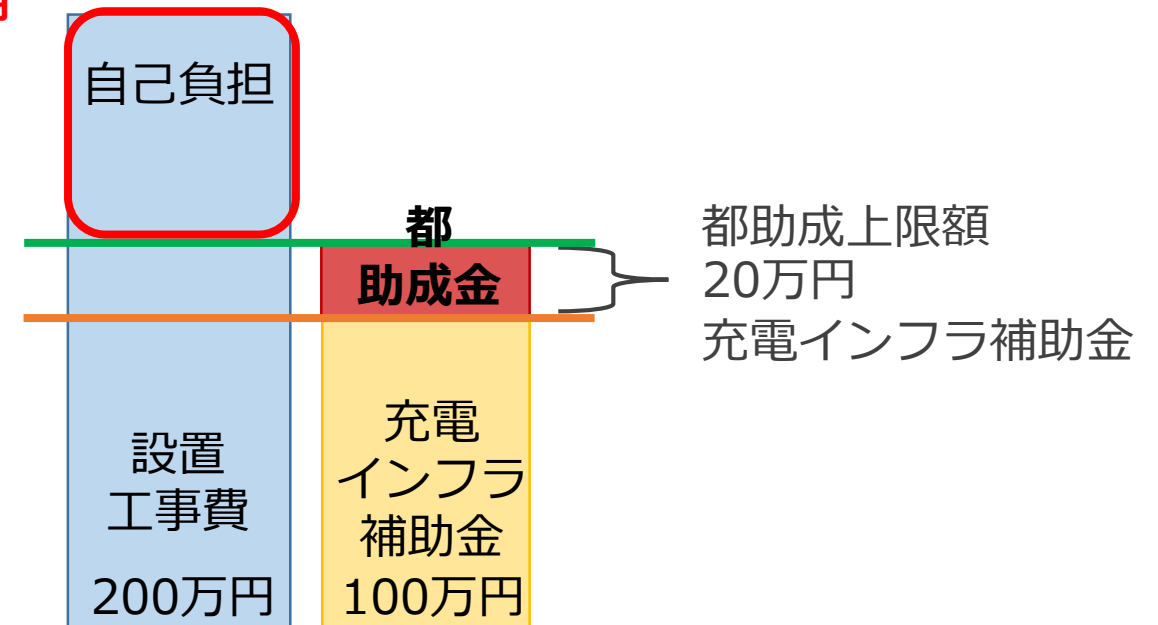 自己負担
都
助成金
都助成上限額
20万円
充電インフラ補助金
設置
工事費
200万円
充電
インフラ
補助金
100万円